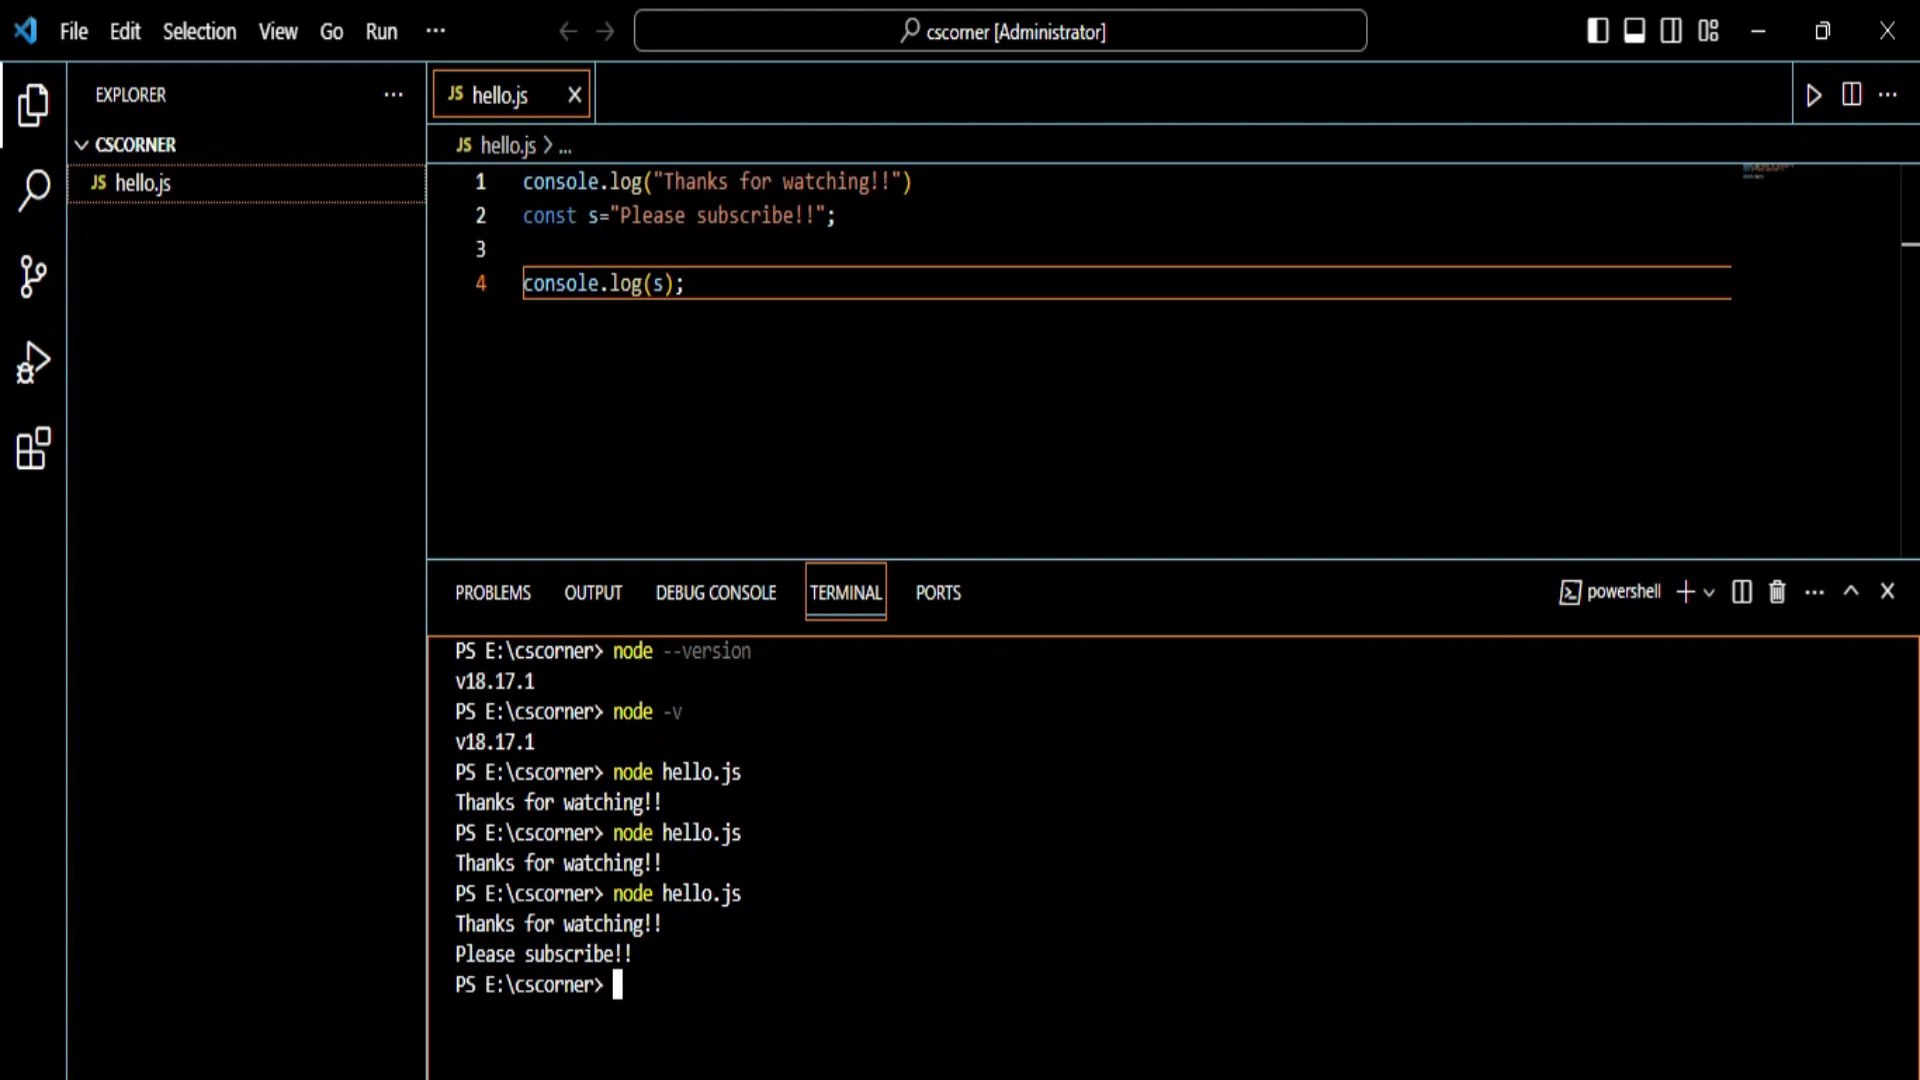 File Edit Selection View Go Run ...
cscorner [Administrator]
EXPLORER ...
JS hello.js
CSCORNER
JS hello.js
JS hello.js > ...
1 console.log("Thanks for watching!!")
2 const s="Please subscribe!!";
3
4 console.log(s);
PROBLEMS OUTPUT DEBUG CONSOLE TERMINAL PORTS
powershell
PS E:\cscorner> node --version
v18.17.1
PS E:\cscorner> node -v
v18.17.1
PS E:\cscorner> node hello.js
Thanks for watching!!
PS E:\cscorner> node hello.js
Thanks for watching!!
PS E:\cscorner> node hello.js
Thanks for watching!!
Please subscribe!!
PS E:\cscorner>